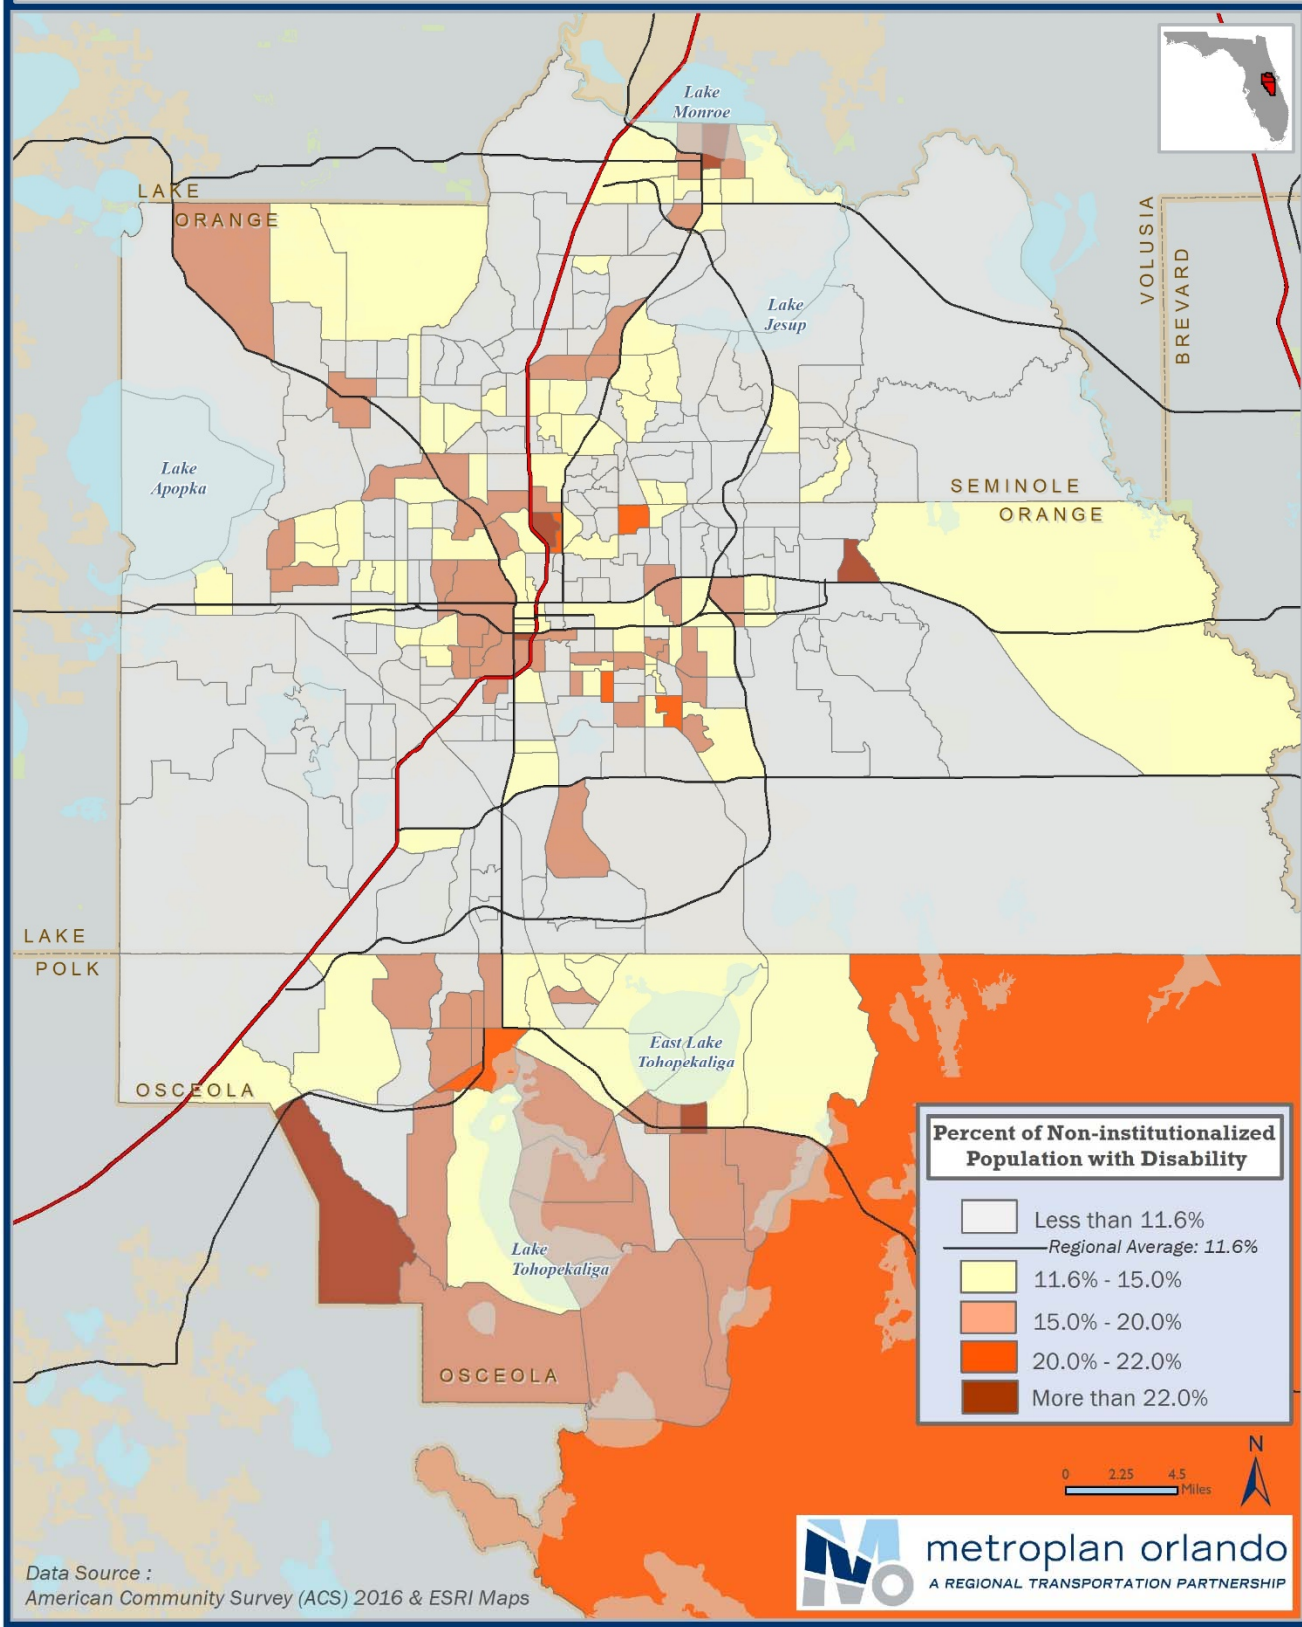 Lake
Monroe
LAKE
ORANGE
VOLUSIA
BREVARD
Lake
Jesup
Lake
Apopka
SEMINOLE
ORANGE
LAKE
POLK
East Lake
Tohopekaliga
OSCEOLA
Percent of Non-institutionalized
Population with Disability
Less than 11.6%
Regional Average: 11.6%
11.6% - 15.0%
15.0% - 20.0%
20.0% - 22.0%
More than 22.0%
Lake
Tohopekaliga
OSCEOLA
N
0 2.25 4.5
Miles
metroplan orlando
A REGIONAL TRANSPORTATION PARTNERSHIP
Data Source :
American Community Survey (ACS) 2016 & ESRI Maps